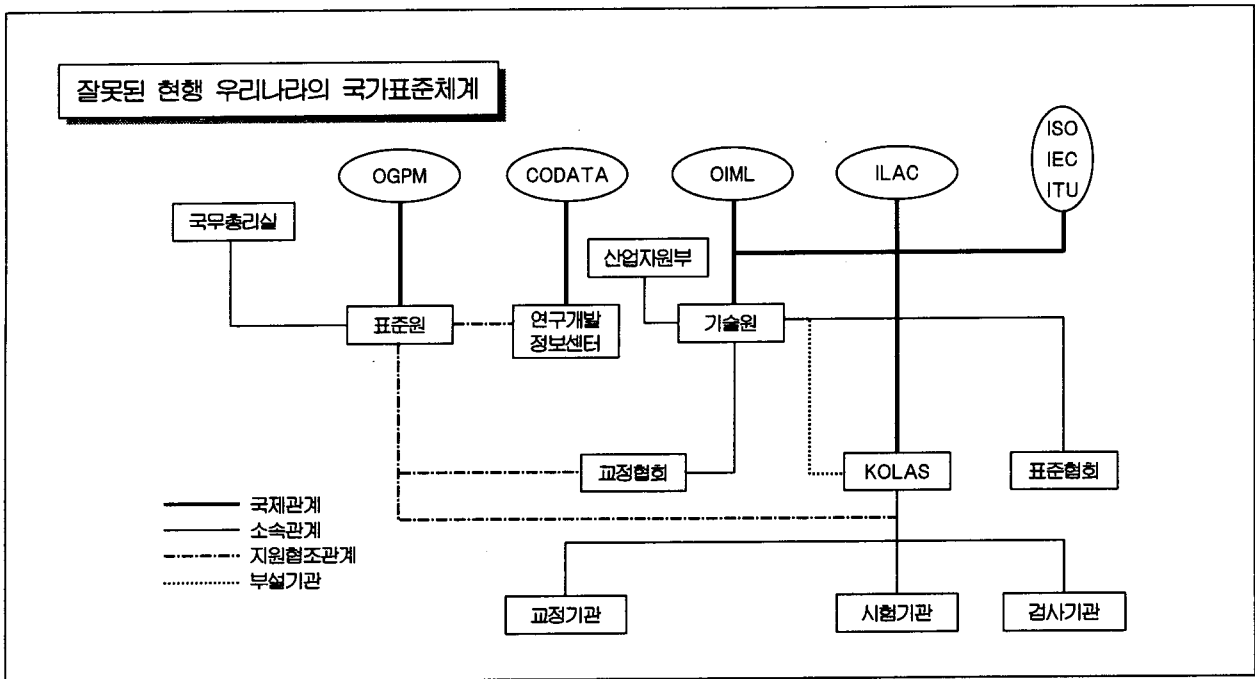 잘못된 현행 우리나라의 국가표준체계
ISO
IEC
ITU
OGPM
CODATA
OIML
ILAC
국무총리실
산업자원부
표준원
연구개발
정보센터
기술원
교정협회
KOLAS
표준협회
국제관계
소속관계
지원협조관계
부설기관
교정기관
시험기관
검사기관